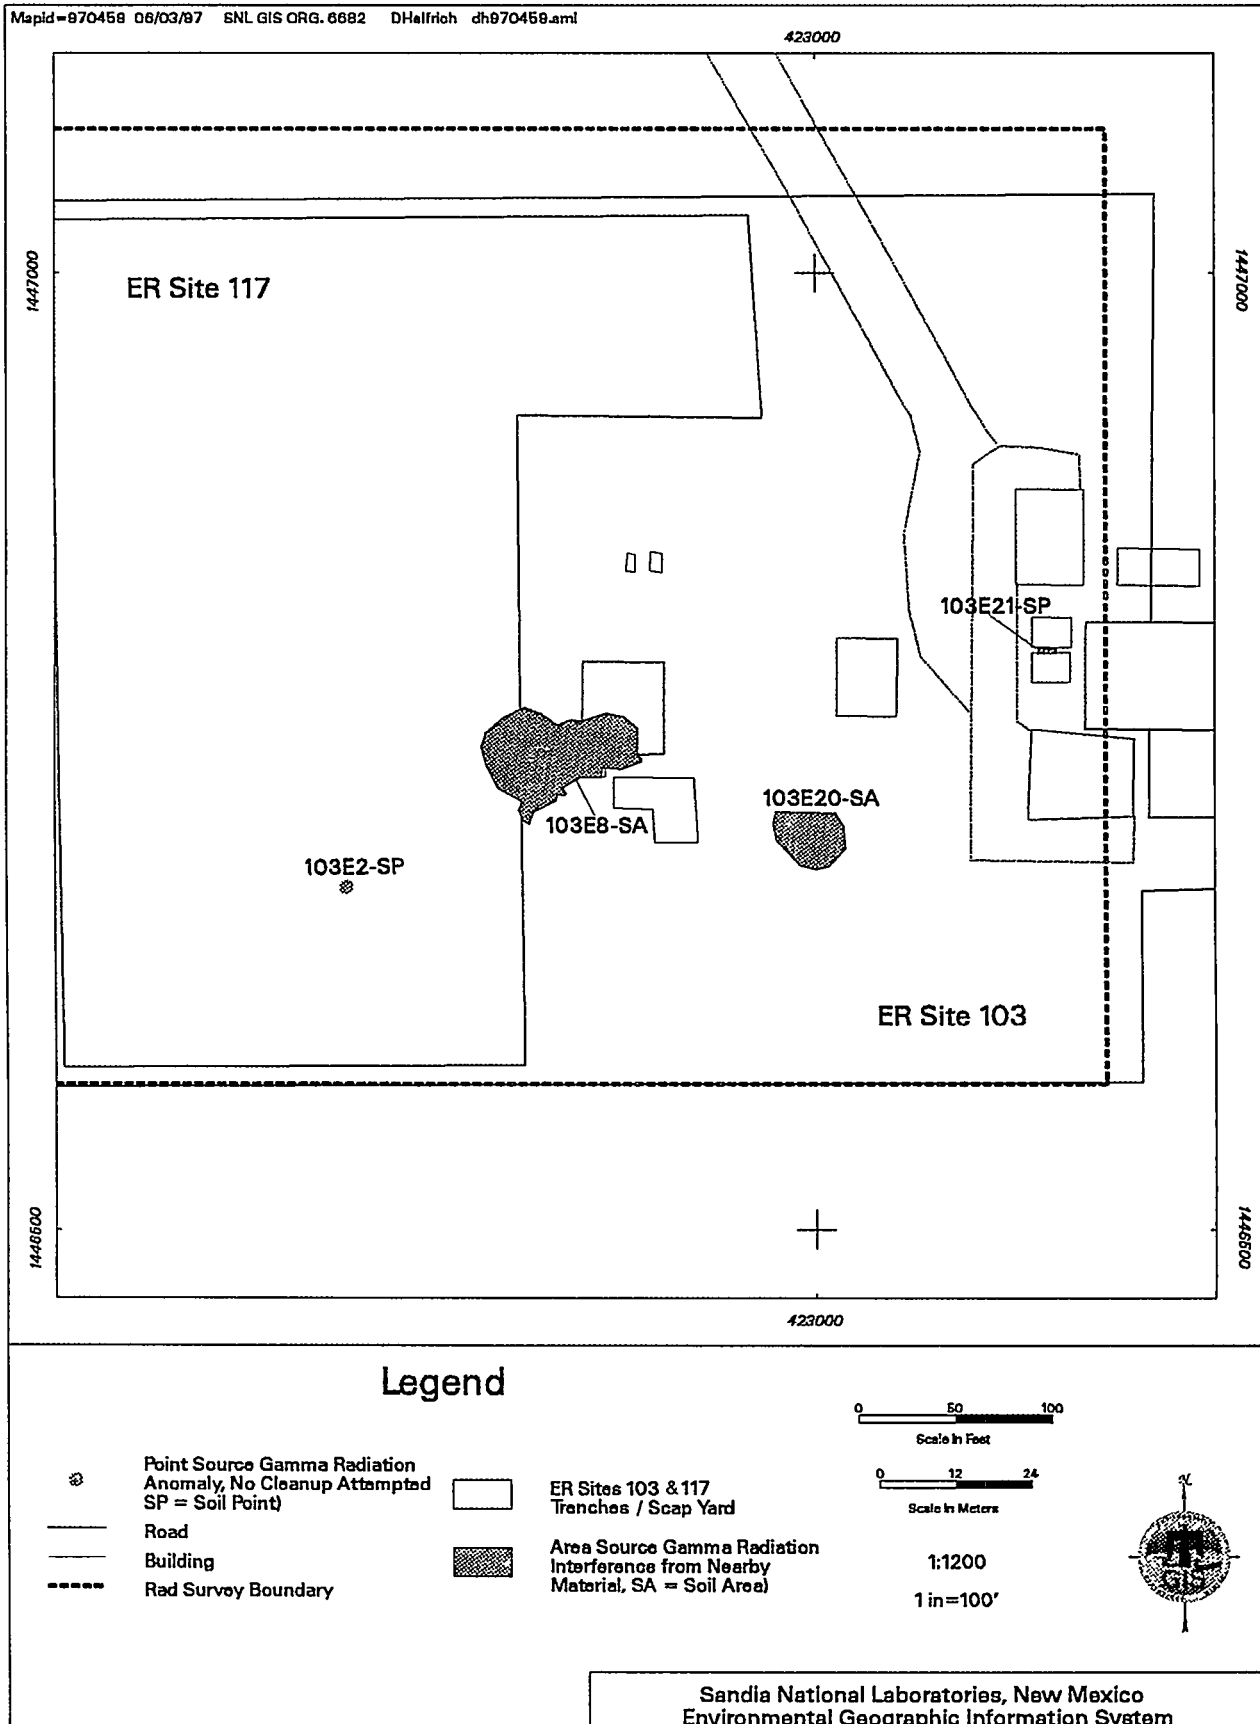 Mapid=970459 06/03/97 SNL GIS ORG. 6682 DHelfrich dh970459.aml
423000
1447000
1447000
ER Site 117
103E21-SP
103E20-SA
103E8-SA
103E2-SP
ER Site 103
1446500
1446500
423000
Legend
Point Source Gamma Radiation
Anomaly, No Cleanup Attempted
SP = Soil Point)
Road
Building
Rad Survey Boundary
ER Sites 103 & 117
Trenches / Scap Yard
Area Source Gamma Radiation
Interference from Nearby
Material, SA = Soil Area)
0 50 100
Scale in Feet
0 12 24
Scale in Meters
1:1200
1 in=100'
N
GIS
Sandia National Laboratories, New Mexico
Environmental Geographic Information System